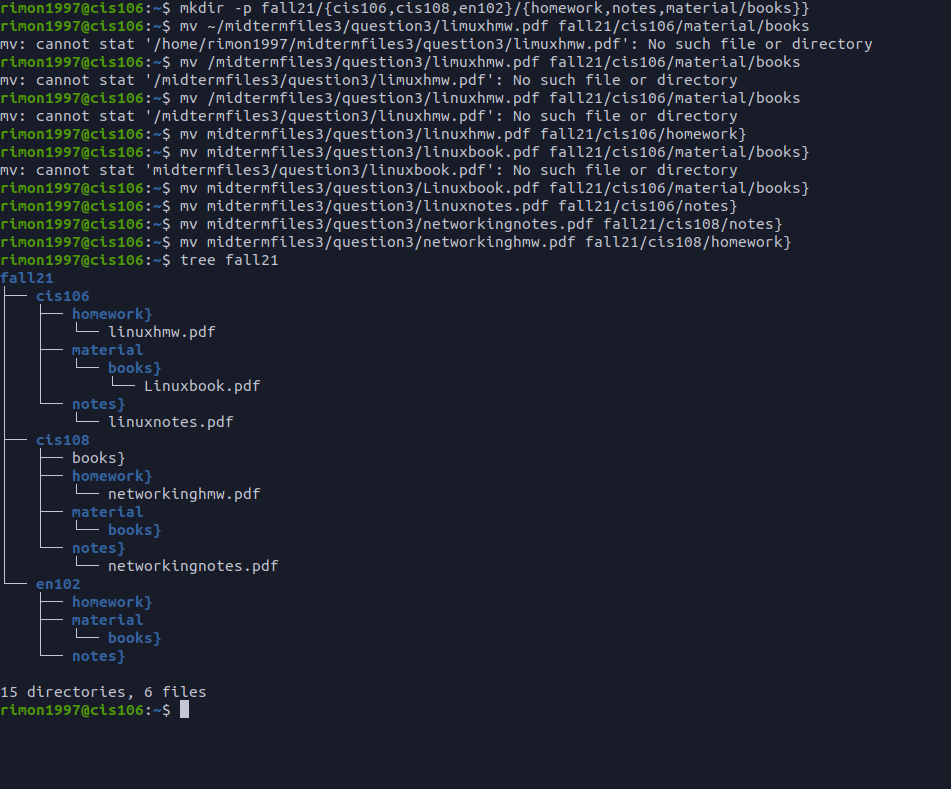 rimon1997@cis106:~$ mkdir -p fall21/{cis106,cis108,en102}/{homework,notes,material/books}}
rimon1997@cis106:~$ mv ~/midtermfiles3/question3/limuxhmw.pdf fall21/cis106/material/books
mv: cannot stat '/home/rimon1997/midtermfiles3/question3/limuxhmw.pdf': No such file or directory
rimon1997@cis106:~$ mv /midtermfiles3/question3/limuxhmw.pdf fall21/cis106/material/books
mv: cannot stat '/midtermfiles3/question3/limuxhmw.pdf': No such file or directory
rimon1997@cis106:~$ mv /midtermfiles3/question3/linuxhmw.pdf fall21/cis106/material/books
mv: cannot stat '/midtermfiles3/question3/linuxhmw.pdf': No such file or directory
rimon1997@cis106:~$ mv midtermfiles3/question3/linuxhmw.pdf fall21/cis106/homework}
rimon1997@cis106:~$ mv midtermfiles3/question3/linuxbook.pdf fall21/cis106/material/books}
mv: cannot stat 'midtermfiles3/question3/linuxbook.pdf': No such file or directory
rimon1997@cis106:~$ mv midtermfiles3/question3/Linuxbook.pdf fall21/cis106/material/books}
rimon1997@cis106:~$ mv midtermfiles3/question3/linuxnotes.pdf fall21/cis106/notes}
rimon1997@cis106:~$ mv midtermfiles3/question3/networkingnotes.pdf fall21/cis108/notes}
rimon1997@cis106:~$ mv midtermfiles3/question3/networkinghmw.pdf fall21/cis108/homework}
rimon1997@cis106:~$ tree fall21
fall21
├── cis106
│   ├── homework}
│   │   └── linuxhmw.pdf
│   ├── material
│   │   └── books}
│   │       └── Linuxbook.pdf
│   └── notes}
│       └── linuxnotes.pdf
├── cis108
│   ├── books}
│   ├── homework}
│   │   └── networkinghmw.pdf
│   ├── material
│   │   └── books}
│   └── notes}
│       └── networkingnotes.pdf
└── en102
    ├── homework}
    ├── material
    │   └── books}
    └── notes}
15 directories, 6 files
rimon1997@cis106:~$